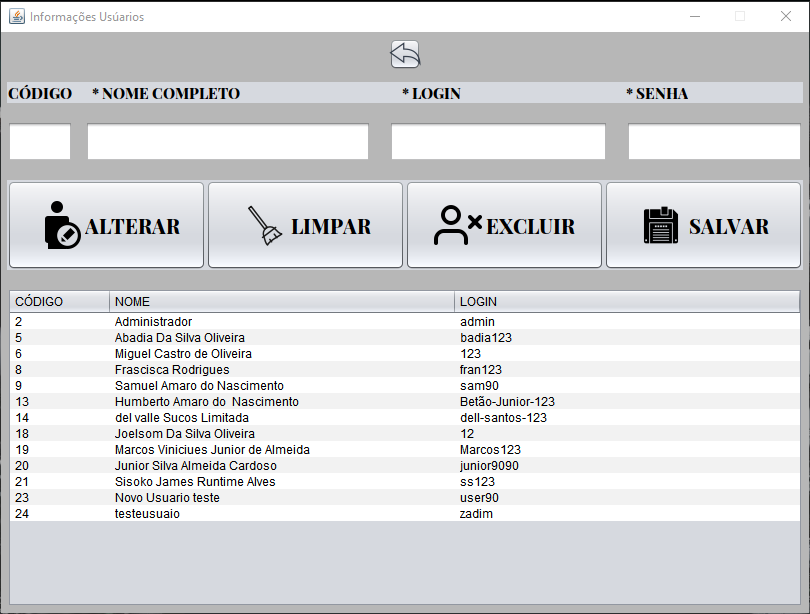 Informações Usúarios
CÓDIGO * NOME COMPLETO * LOGIN * SENHA
ALTERAR LIMPAR EXCLUIR SALVAR
CÓDIGO NOME LOGIN
2 Administrador admin
5 Abadia Da Silva Oliveira badia123
6 Miguel Castro de Oliveira 123
8 Frascisca Rodrigues fran123
9 Samuel Amaro do Nascimento sam90
13 Humberto Amaro do  Nascimento Betão-Junior-123
14 del valle Sucos Limitada dell-santos-123
18 Joelsom Da Silva Oliveira 12
19 Marcos Viniciues Junior de Almeida Marcos123
20 Junior Silva Almeida Cardoso junior9090
21 Sisoko James Runtime Alves ss123
23 Novo Usuario teste user90
24 testeusuaio zadim